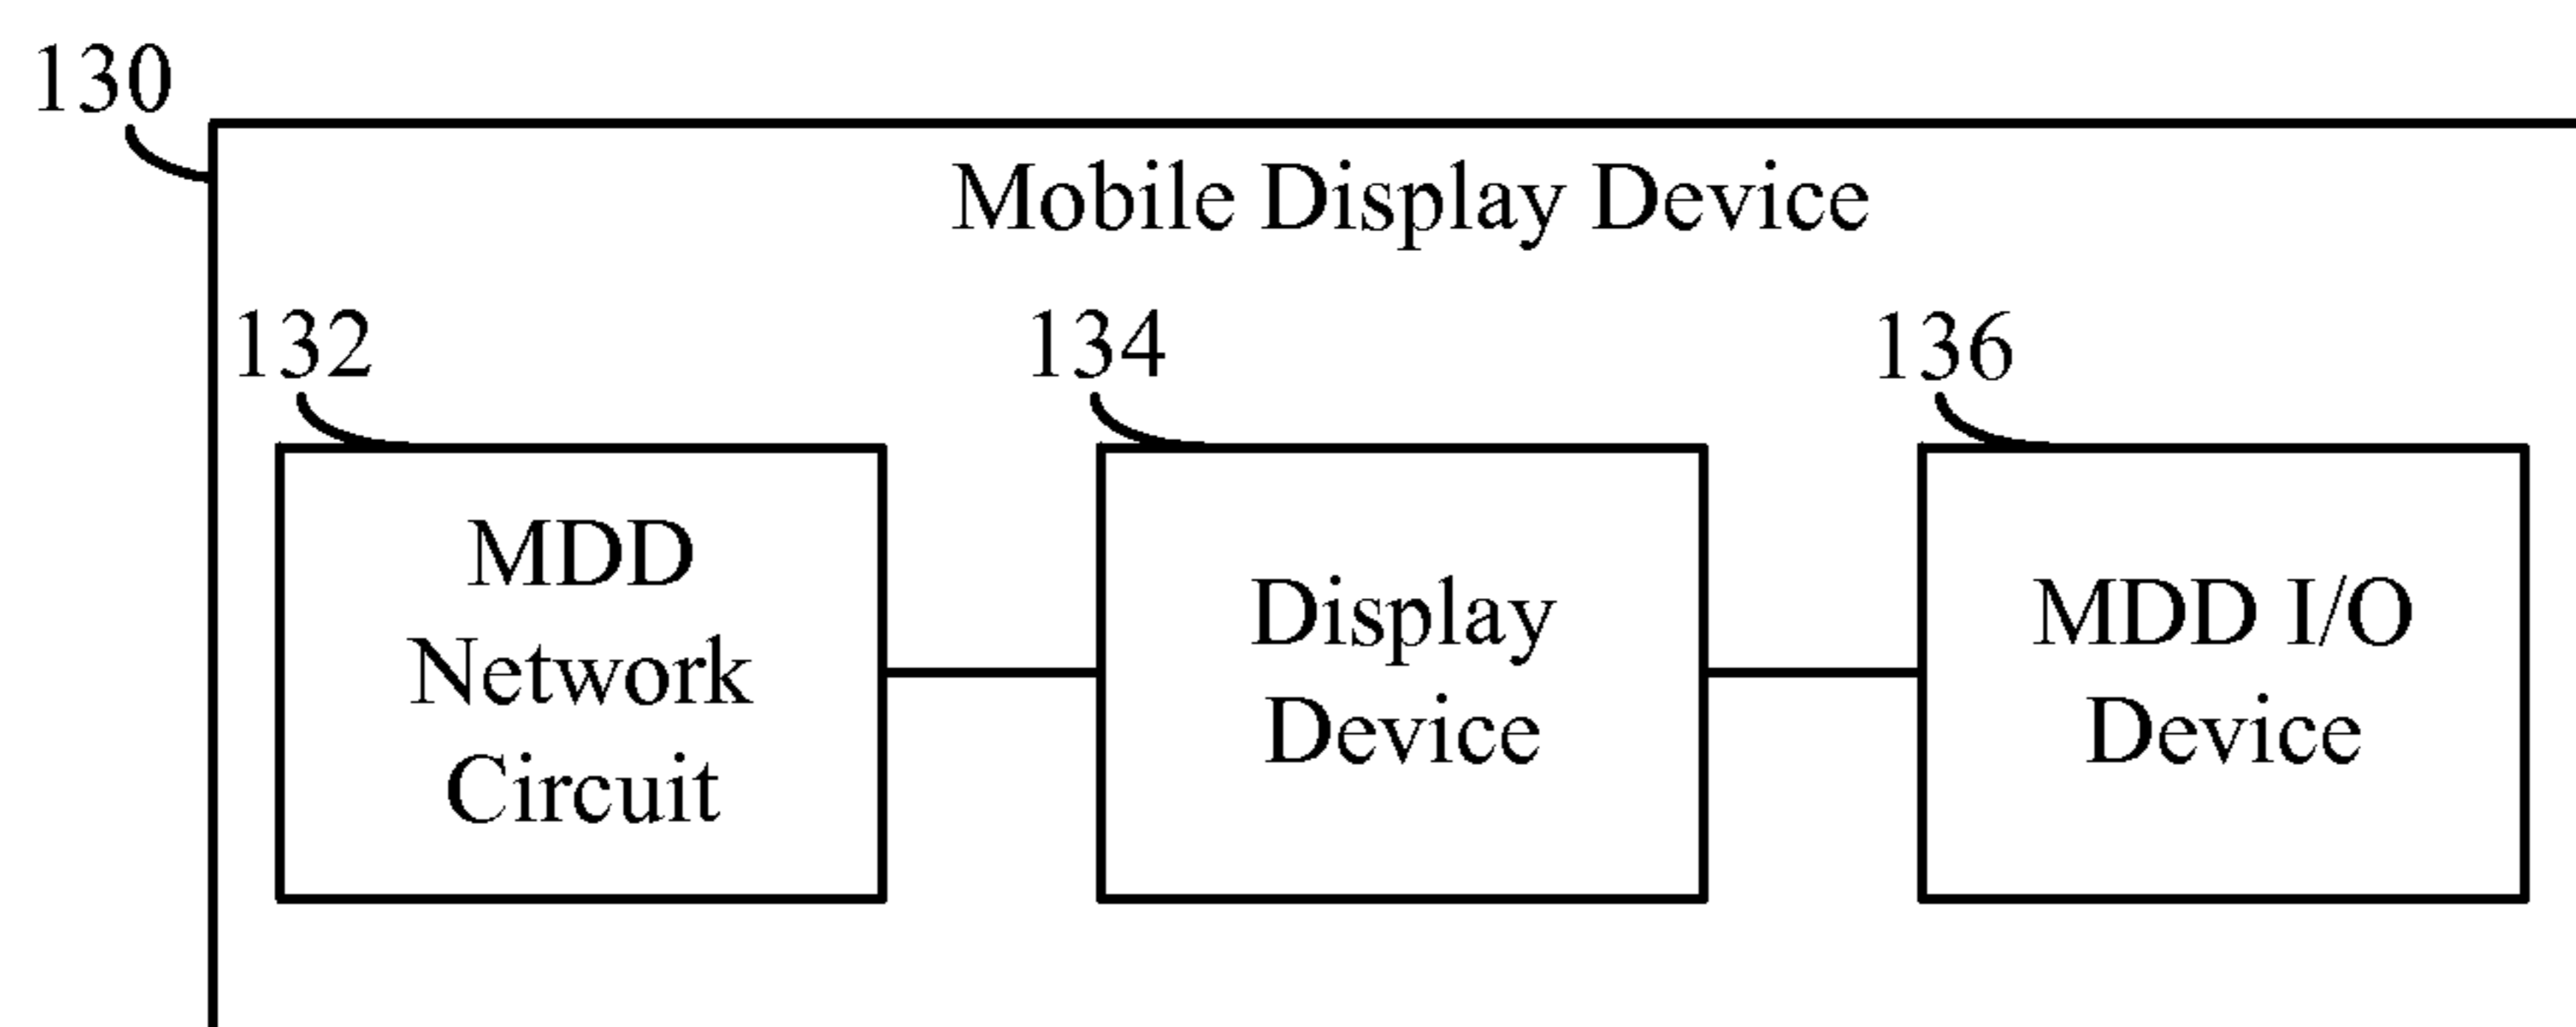 130
Mobile Display Device
132
134
136
MDD
Network
Circuit
Display
Device
MDD I/O
Device